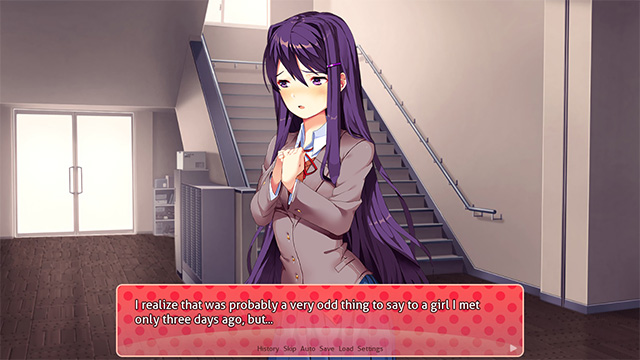 I realize that was probably a very odd thing to say to a girl I met
only three days ago, but...
History Skip Auto Save Load Settings